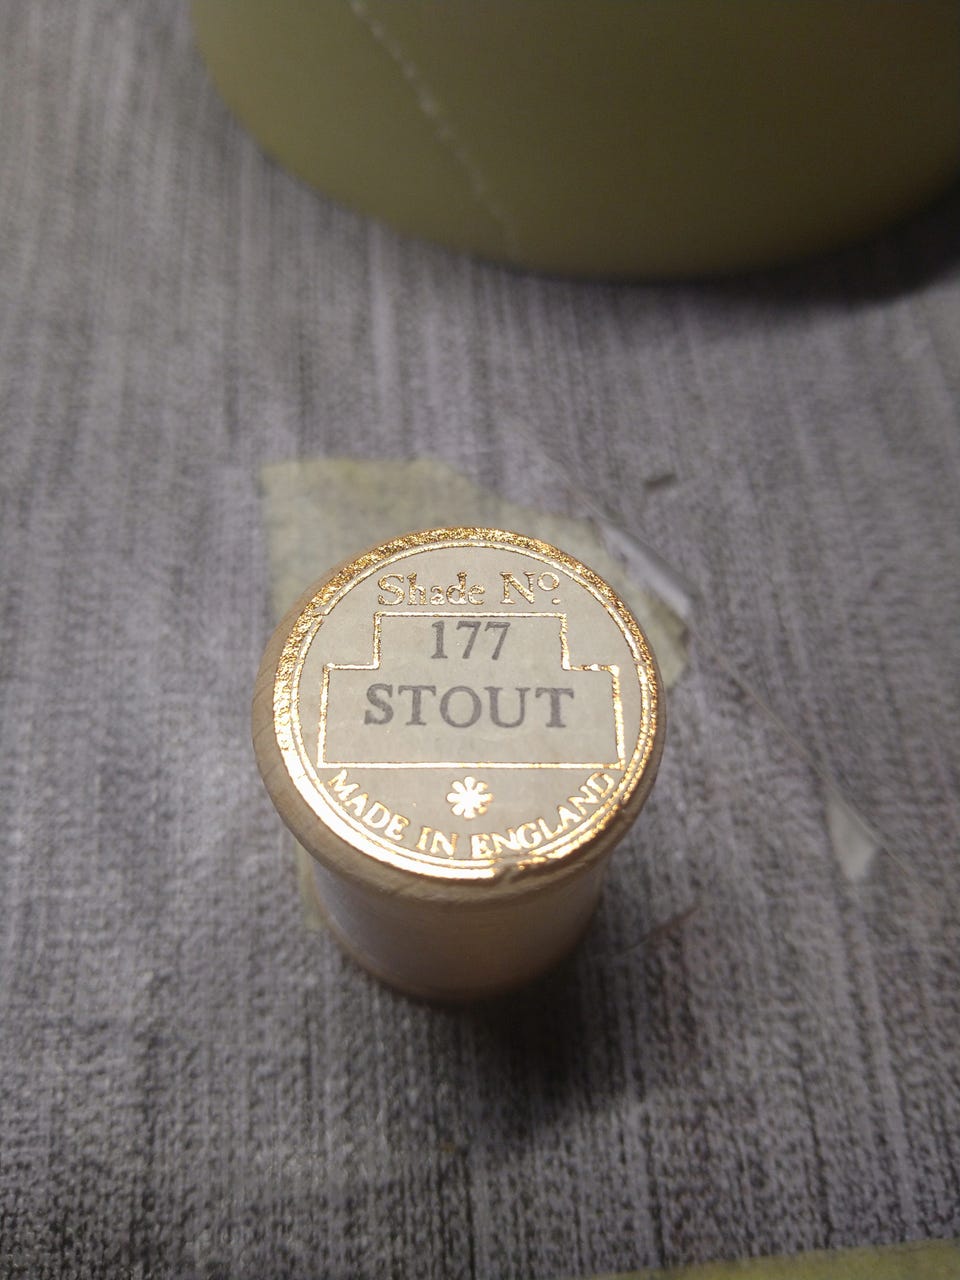 Shade Nº.
177
STOUT
MADE IN ENGLAND